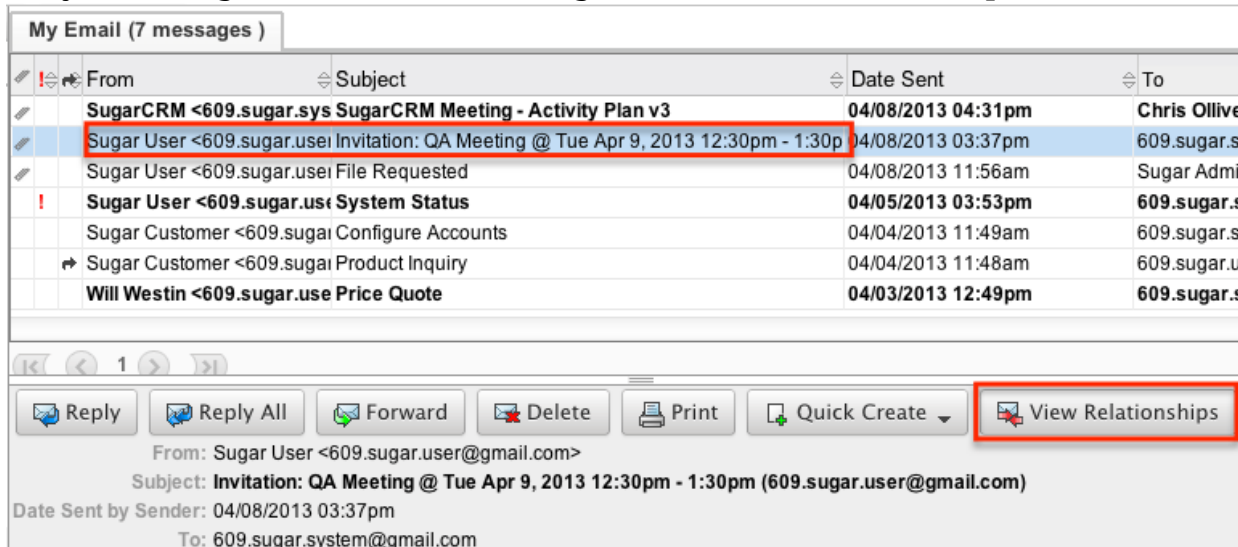 My Email (7 messages )
! From Subject Date Sent To
SugarCRM <609.sugar.sys SugarCRM Meeting - Activity Plan v3 04/08/2013 04:31pm Chris Ollive
Sugar User <609.sugar.user Invitation: QA Meeting @ Tue Apr 9, 2013 12:30pm - 1:30p 04/08/2013 03:37pm 609.sugar.s
Sugar User <609.sugar.user File Requested 04/08/2013 11:56am Sugar Admi
! Sugar User <609.sugar.use System Status 04/05/2013 03:53pm 609.sugar.s
Sugar Customer <609.sugar Configure Accounts 04/04/2013 11:49am 609.sugar.s
Sugar Customer <609.sugar Product Inquiry 04/04/2013 11:48am 609.sugar.u
Will Westin <609.sugar.use Price Quote 04/03/2013 12:49pm 609.sugar.s
1
Reply Reply All Forward Delete Print Quick Create View Relationships
From: Sugar User <609.sugar.user@gmail.com>
Subject: Invitation: QA Meeting @ Tue Apr 9, 2013 12:30pm - 1:30pm (609.sugar.user@gmail.com)
Date Sent by Sender: 04/08/2013 03:37pm
To: 609.sugar.system@gmail.com